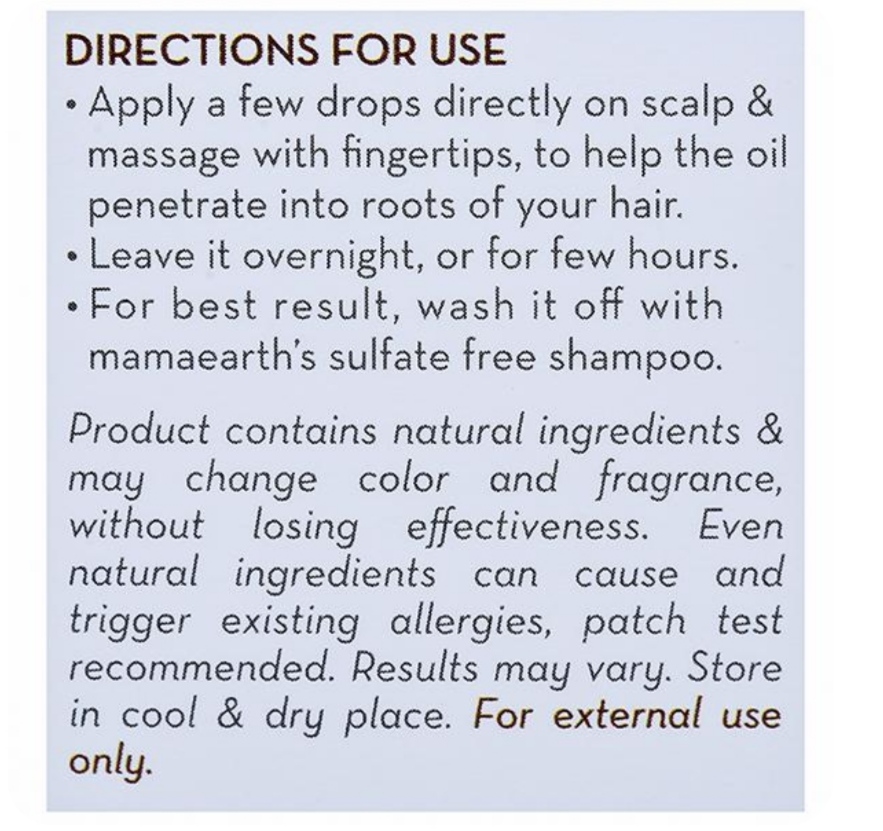 DIRECTIONS FOR USE
• Apply a few drops directly on scalp &
massage with fingertips, to help the oil
penetrate into roots of your hair.
• Leave it overnight, or for few hours.
• For best result, wash it off with
mamaearth's sulfate free shampoo.
Product contains natural ingredients &
may change color and fragrance,
without losing effectiveness. Even
natural ingredients can cause and
trigger existing allergies, patch test
recommended. Results may vary. Store
in cool & dry place. For external use
only.